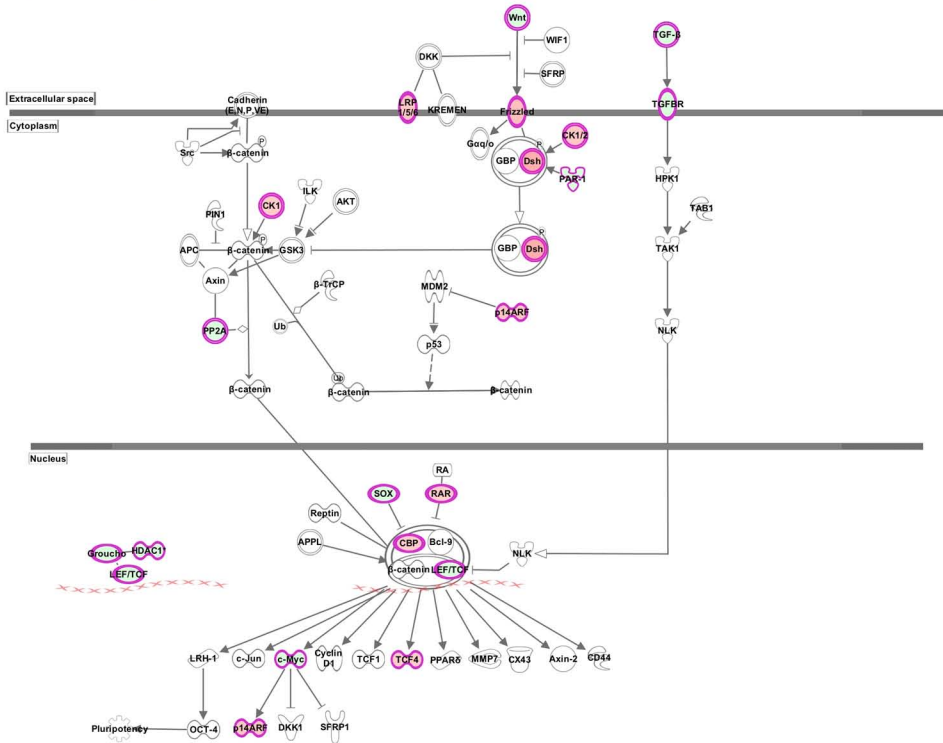 Wnt
WIF1
TGF-β
DKK
SFRP
Extracellular space
Cadherin
(E,N,P,VE)
LRP
1/5/6
KREMEN
Frizzled
TGFBR
Cytoplasm
Src
β-catenin
P
Gαq/o
P
CK1/2
GBP
Dsh
PAR-1
HPK1
ILK
AKT
CK1
PIN1
TAB1
P
P
APC
β-catenin
GSK3
GBP
Dsh
TAK1
Axin
β-TrCP
MDM2
p14ARF
PP2A
Ub
NLK
p53
Ub
β-catenin
β-catenin
β-catenin
Nucleus
RA
SOX
RAR
Reptin
APPL
CBP
Bcl-9
Groucho
HDAC1*
NLK
LEF/TCF
β-catenin
LEF/TCF
LRH-1
c-Jun
c-Myc
Cyclin
D1
TCF1
TCF4
PPARδ
MMP7
CX43
Axin-2
CD44
Pluripotency
OCT-4
p14ARF
DKK1
SFRP1